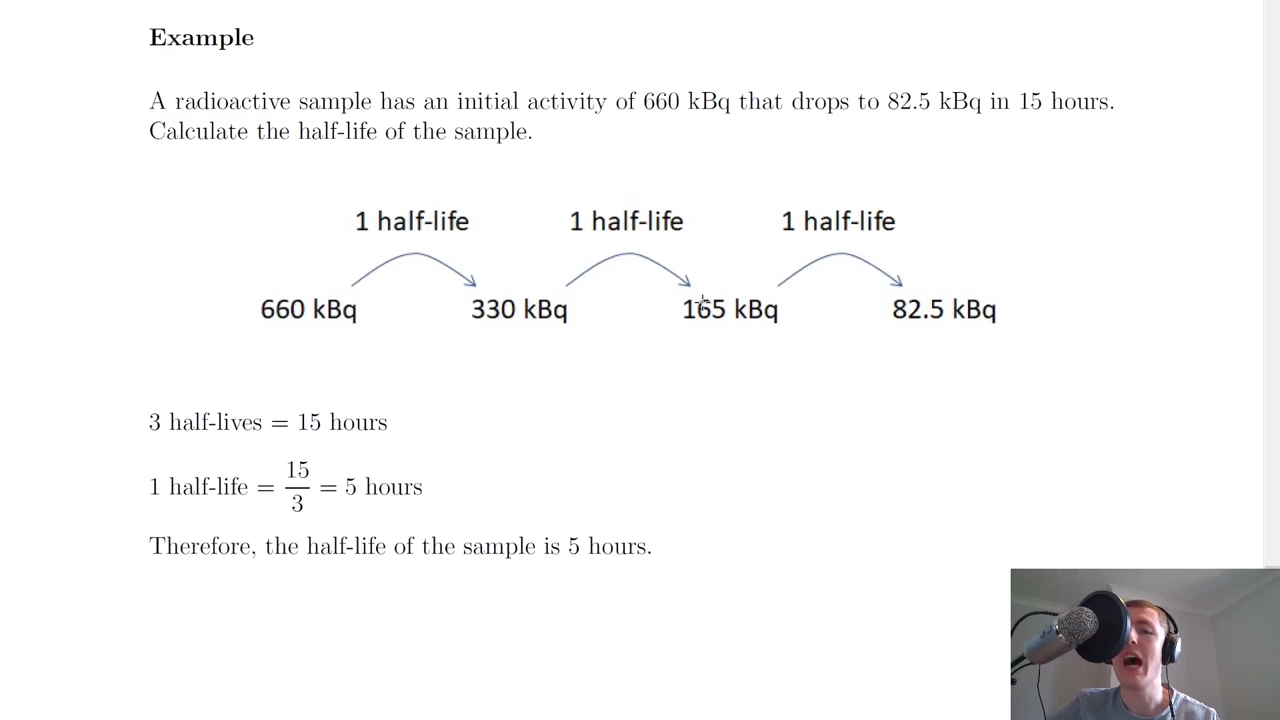 Example
A radioactive sample has an initial activity of 660 kBq that drops to 82.5 kBq in 15 hours.
Calculate the half-life of the sample.
1 half-life 1 half-life 1 half-life
660 kBq 330 kBq 165 kBq 82.5 kBq
3 half-lives = 15 hours
1 half-life = 15/3 = 5 hours
Therefore, the half-life of the sample is 5 hours.